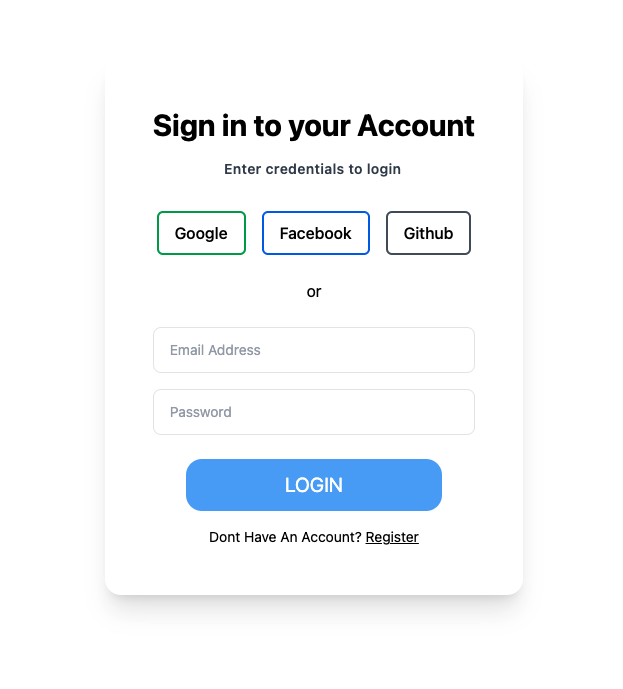 Sign in to your Account
Enter credentials to login
Google Facebook Github
or
Email Address
Password
LOGIN
Dont Have An Account? Register